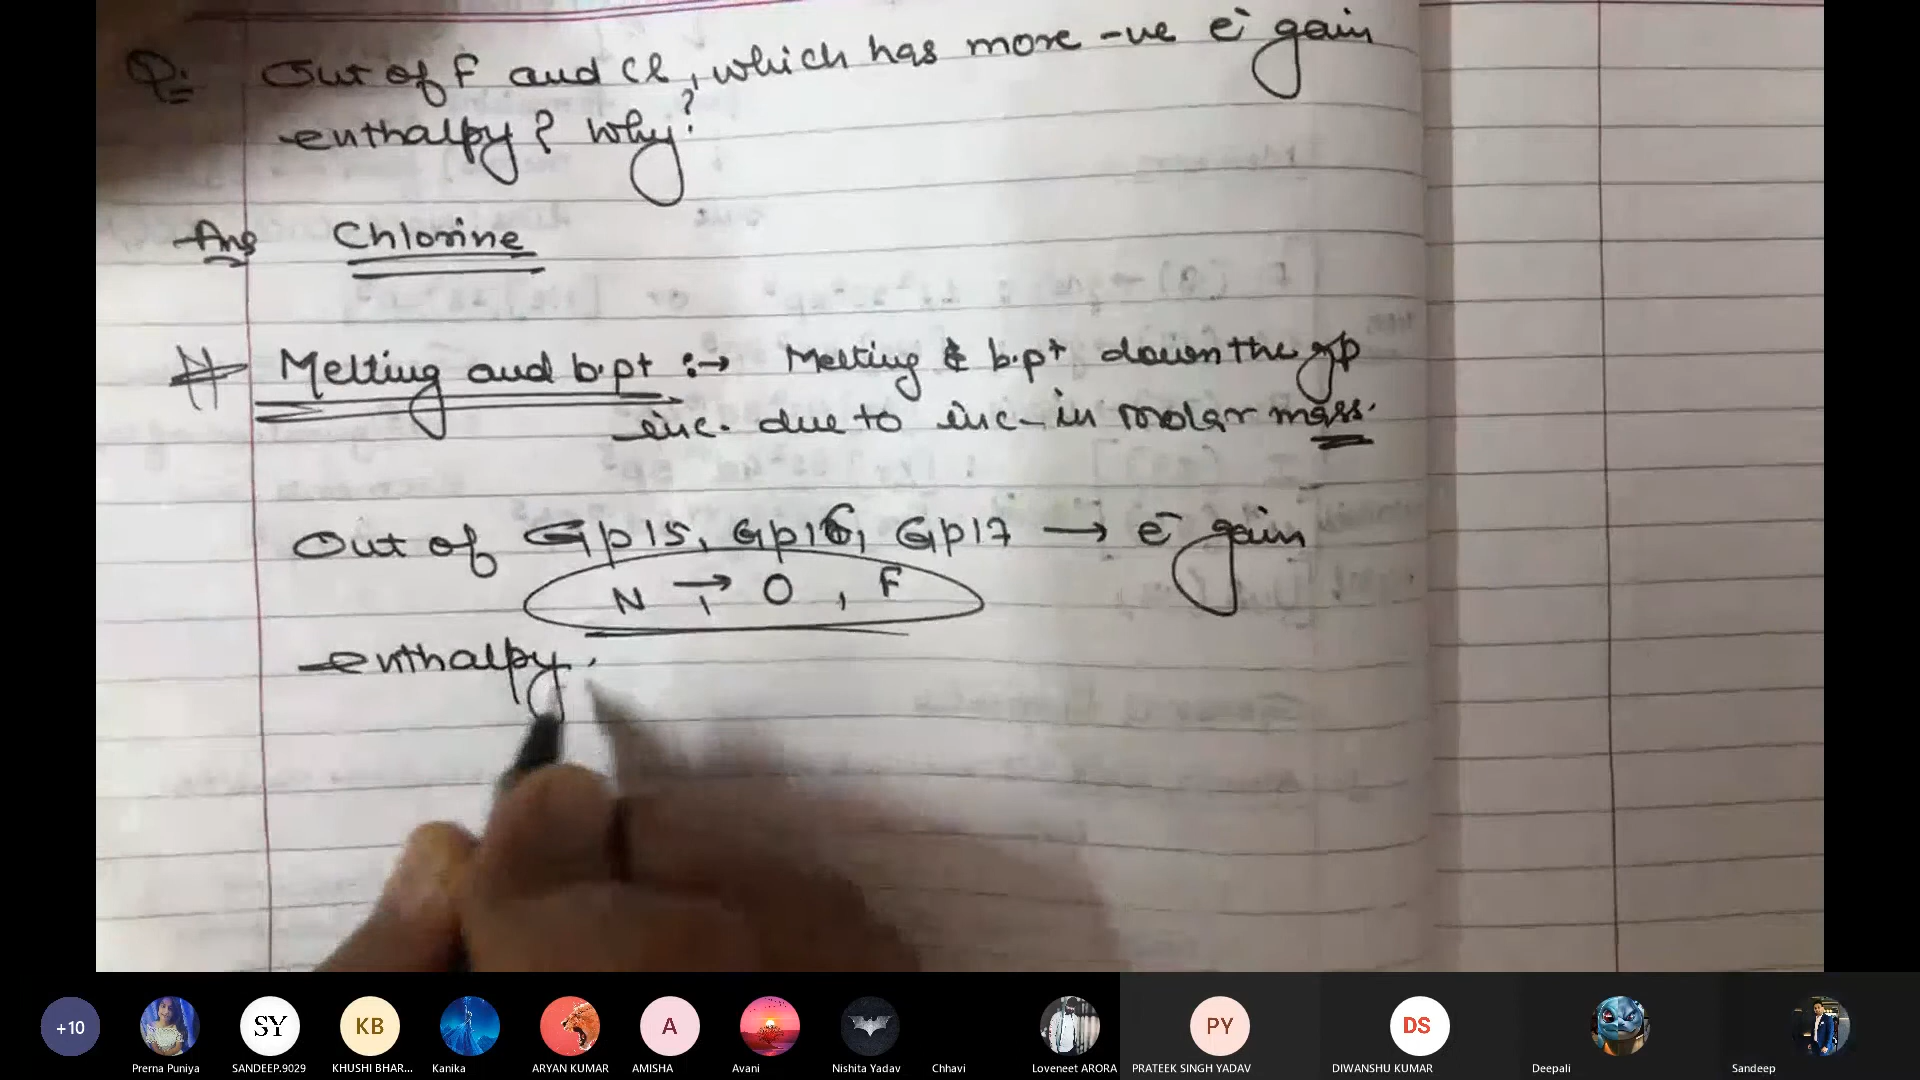 Q:- Out of F and Cl, which has more -ve e⁻ gain
enthalpy? Why?
Ans Chlorine
# Melting and b.pt :→ Melting & b.pt down the gp
inc. due to inc- in molar mass.
Out of Gp15, Gp16, Gp17 → e⁻ gain
N → , O , F
enthalpy.
+10
SY
KB
A
PY
DS
Prerna Puniya
SANDEEP.9029
KHUSHI BHAR...
Kanika
ARYAN KUMAR
AMISHA
Avani
Nishita Yadav
Chhavi
Loveneet ARORA
PRATEEK SINGH YADAV
DIWANSHU KUMAR
Deepali
Sandeep